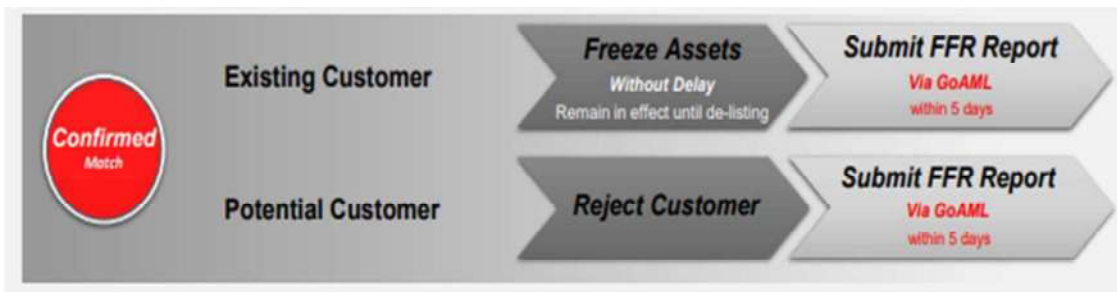 Confirmed
Match
Existing Customer
Freeze Assets
Without Delay
Remain in effect until de-listing
Submit FFR Report
Via GoAML
within 5 days
Potential Customer
Reject Customer
Submit FFR Report
Via GoAML
within 5 days